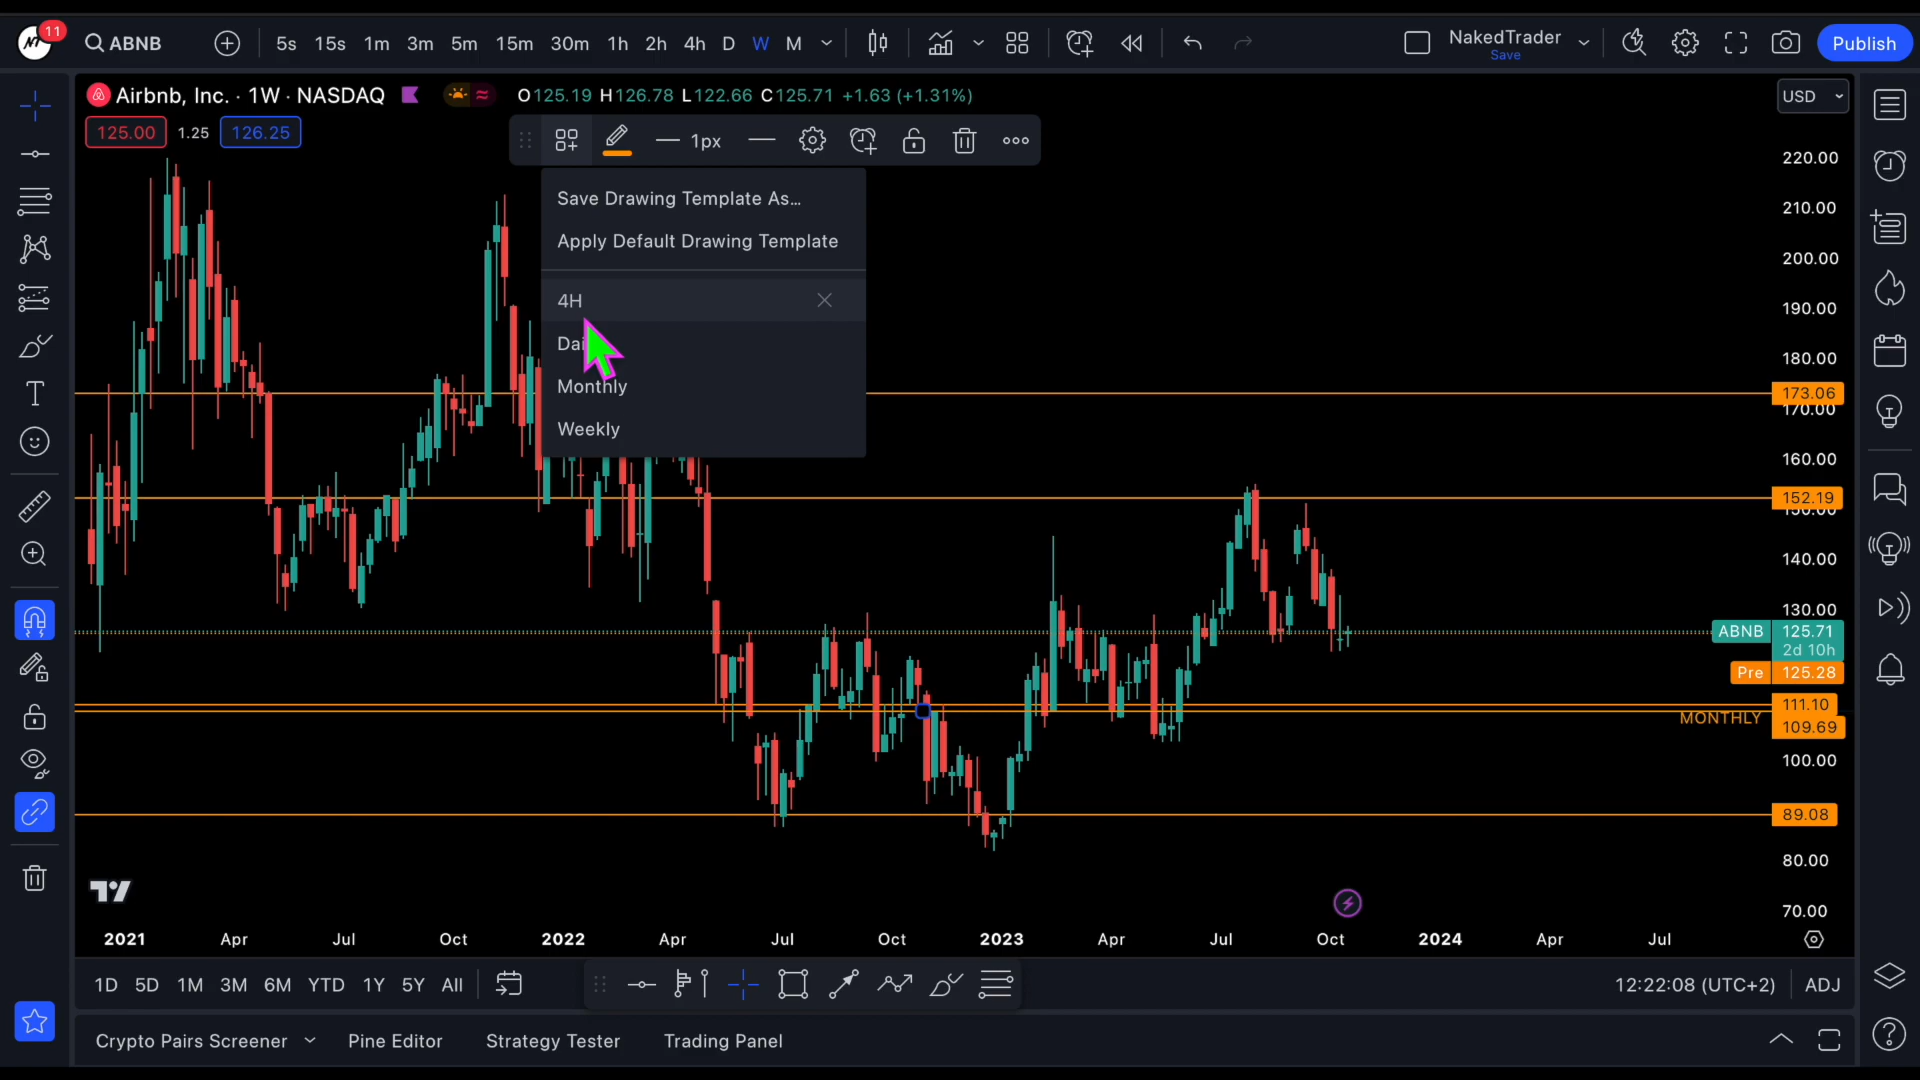 11
ABNB
5s 15s 1m 3m 5m 15m 30m 1h 2h 4h D W M
NakedTrader
Save
Publish
Airbnb, Inc. · 1W · NASDAQ
O125.19 H126.78 L122.66 C125.71 +1.63 (+1.31%)
USD
125.00 1.25 126.25
1px
Save Drawing Template As...
Apply Default Drawing Template
4H
Monthly
Weekly
220.00
210.00
200.00
190.00
180.00
173.06
170.00
160.00
152.19
150.00
140.00
130.00
ABNB 125.71
2d 10h
Pre 125.28
111.10
MONTHLY 109.69
100.00
89.08
80.00
70.00
2021 Apr Jul Oct 2022 Apr Jul Oct 2023 Apr Jul Oct 2024 Apr Jul
1D 5D 1M 3M 6M YTD 1Y 5Y All
12:22:08 (UTC+2) ADJ
Crypto Pairs Screener Pine Editor Strategy Tester Trading Panel